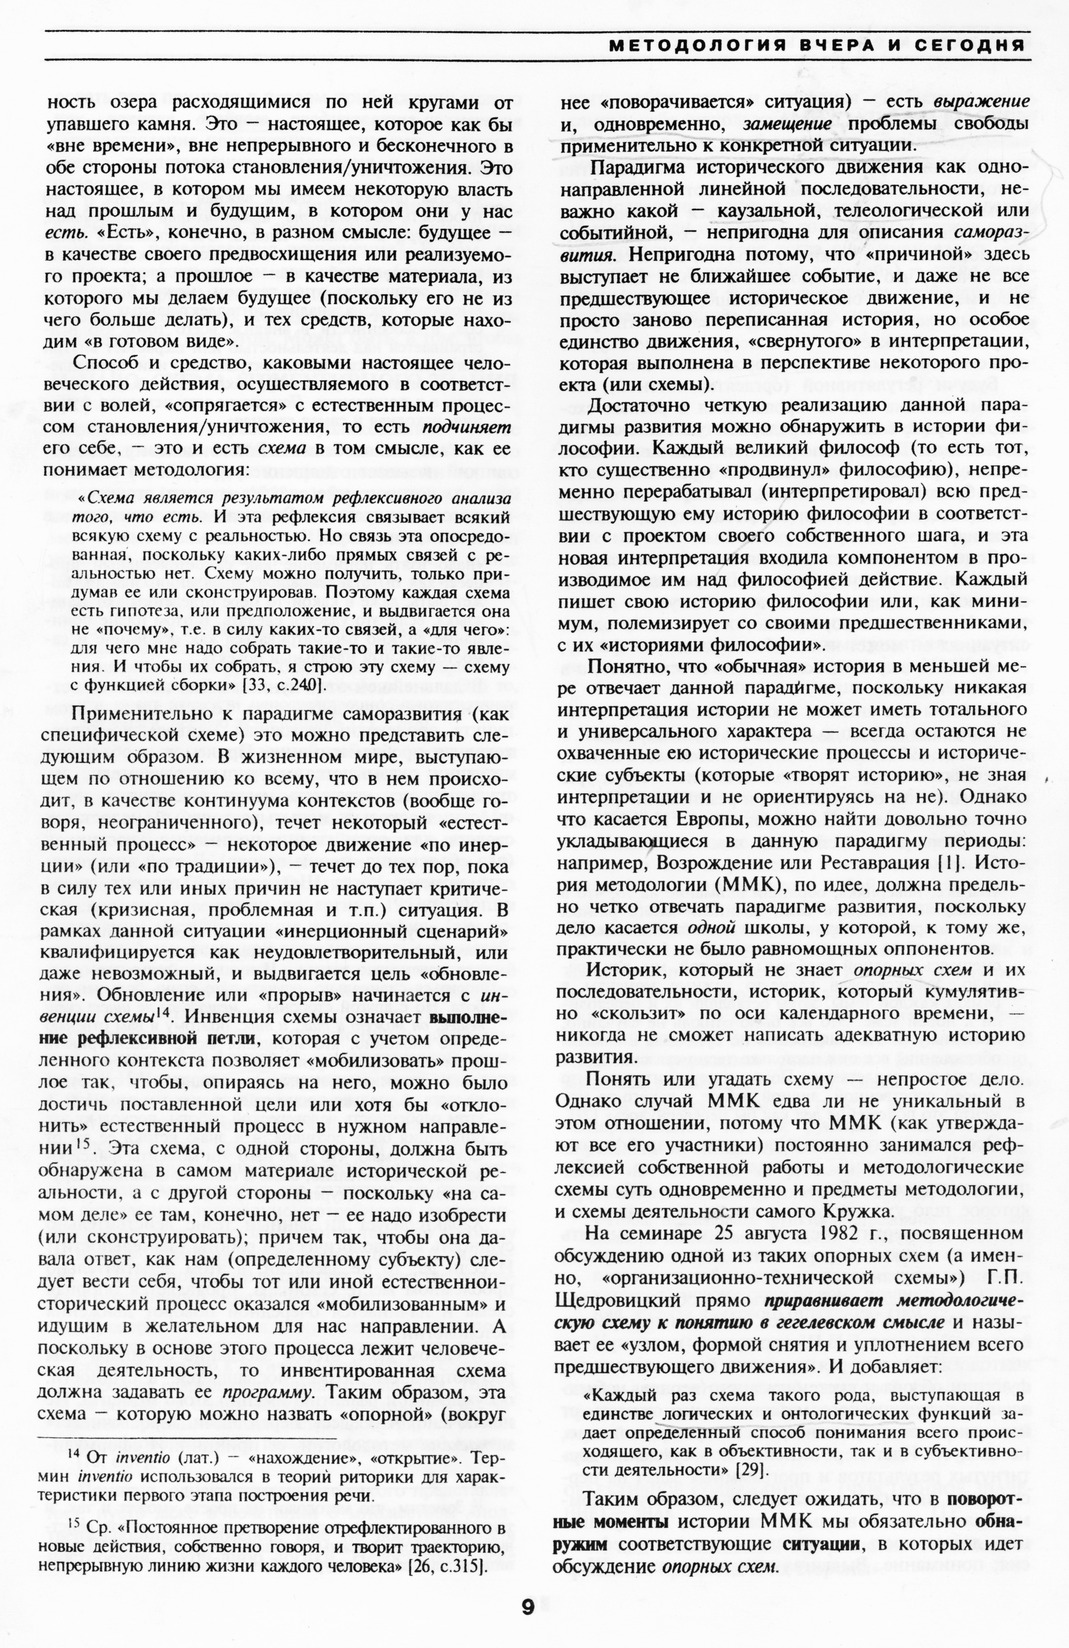 МЕТОДОЛОГИЯ ВЧЕРА И СЕГОДНЯ
ность озера расходящимися по ней кругами от
упавшего камня. Это — настоящее, которое как бы
«вне времени», вне непрерывного и бесконечного в
обе стороны потока становления/уничтожения. Это
настоящее, в котором мы имеем некоторую власть
над прошлым и будущим, в котором они у нас
есть. «Есть», конечно, в разном смысле: будущее —
в качестве своего предвосхищения или реализуемо-
го проекта; а прошлое — в качестве материала, из
которого мы делаем будущее (поскольку его не из
чего больше делать), и тех средств, которые нахо-
дим «в готовом виде».
Способ и средство, каковыми настоящее чело-
веческого действия, осуществляемого в соответст-
вии с волей, «сопрягается» с естественным процес-
сом становления/уничтожения, то есть подчиняет
его себе, — это и есть схема в том смысле, как ее
понимает методология:
«Схема является результатом рефлексивного анализа
того, что есть. И эта рефлексия связывает всякий
всякую схему с реальностью. Но связь эта опосредо-
ванная, поскольку каких-либо прямых связей с ре-
альностью нет. Схему можно получить, только при-
думав ее или сконструировав. Поэтому каждая схема
есть гипотеза, или предположение, и выдвигается она
не «почему», т.е. в силу каких-то связей, а «для чего»:
для чего мне надо собрать такие-то и такие-то явле-
ния. И чтобы их собрать, я строю эту схему — схему
с функцией сборки» [33, с.240].
Применительно к парадигме саморазвития (как
специфической схеме) это можно представить сле-
дующим образом. В жизненном мире, выступаю-
щем по отношению ко всему, что в нем происхо-
дит, в качестве континуума контекстов (вообще го-
воря, неограниченного), течет некоторый «естест-
венный процесс» — некоторое движение «по инер-
ции» (или «по традиции»), — течет до тех пор, пока
в силу тех или иных причин не наступает критиче-
ская (кризисная, проблемная и т.п.) ситуация. В
рамках данной ситуации «инерционный сценарий»
квалифицируется как неудовлетворительный, или
даже невозможный, и выдвигается цель «обновле-
ния». Обновление или «прорыв» начинается с ин-
венции схемы¹⁴. Инвенция схемы означает выполне-
ние рефлексивной петли, которая с учетом опреде-
ленного контекста позволяет «мобилизовать» прош-
лое так, чтобы, опираясь на него, можно было
достичь поставленной цели или хотя бы «откло-
нить» естественный процесс в нужном направле-
нии¹⁵. Эта схема, с одной стороны, должна быть
обнаружена в самом материале исторической ре-
альности, а с другой стороны — поскольку «на са-
мом деле» ее там, конечно, нет — ее надо изобрести
(или сконструировать); причем так, чтобы она да-
вала ответ, как нам (определенному субъекту) сле-
дует вести себя, чтобы тот или иной естественноис-
торический процесс оказался «мобилизованным» и
идущим в желательном для нас направлении. А
поскольку в основе этого процесса лежит человече-
ская деятельность, то инвентированная схема
должна задавать ее программу. Таким образом, эта
схема — которую можно назвать «опорной» (вокруг
¹⁴ От inventio (лат.) — «нахождение», «открытие». Тер-
мин inventio использовался в теорий риторики для харак-
теристики первого этапа построения речи.
¹⁵ Ср. «Постоянное претворение отрефлектированного в
новые действия, собственно говоря, и творит траекторию,
непрерывную линию жизни каждого человека» [26, с.315].
нее «поворачивается» ситуация) — есть выражение
и, одновременно, замещение проблемы свободы
применительно к конкретной ситуации.
Парадигма исторического движения как одно-
направленной линейной последовательности, не-
важно какой — каузальной, телеологической или
событийной, — непригодна для описания самораз-
вития. Непригодна потому, что «причиной» здесь
выступает не ближайшее событие, и даже не все
предшествующее историческое движение, и не
просто заново переписанная история, но особое
единство движения, «свернутого» в интерпретации,
которая выполнена в перспективе некоторого про-
екта (или схемы).
Достаточно четкую реализацию данной пара-
дигмы развития можно обнаружить в истории фи-
лософии. Каждый великий философ (то есть тот,
кто существенно «продвинул» философию), непре-
менно перерабатывал (интерпретировал) всю пред-
шествующую ему историю философии в соответст-
вии с проектом своего собственного шага, и эта
новая интерпретация входила компонентом в про-
изводимое им над философией действие. Каждый
пишет свою историю философии или, как мини-
мум, полемизирует со своими предшественниками,
с их «историями философии».
Понятно, что «обычная» история в меньшей ме-
ре отвечает данной парадигме, поскольку никакая
интерпретация истории не может иметь тотального
и универсального характера — всегда остаются не
охваченные ею исторические процессы и историче-
ские субъекты (которые «творят историю», не зная
интерпретации и не ориентируясь на не). Однако
что касается Европы, можно найти довольно точно
укладывающиеся в данную парадигму периоды:
например, Возрождение или Реставрация [1]. Исто-
рия методологии (ММК), по идее, должна предель-
но четко отвечать парадигме развития, поскольку
дело касается одной школы, у которой, к тому же,
практически не было равномощных оппонентов.
Историк, который не знает опорных схем и их
последовательности, историк, который кумулятив-
но «скользит» по оси календарного времени, —
никогда не сможет написать адекватную историю
развития.
Понять или угадать схему — непростое дело.
Однако случай ММК едва ли не уникальный в
этом отношении, потому что ММК (как утвержда-
ют все его участники) постоянно занимался реф-
лексией собственной работы и методологические
схемы суть одновременно и предметы методологии,
и схемы деятельности самого Кружка.
На семинаре 25 августа 1982 г., посвященном
обсуждению одной из таких опорных схем (а имен-
но, «организационно-технической схемы») Г.П.
Щедровицкий прямо приравнивает методологиче-
скую схему к понятию в гегелевском смысле и назы-
вает ее «узлом, формой снятия и уплотнением всего
предшествующего движения». И добавляет:
«Каждый раз схема такого рода, выступающая в
единстве логических и онтологических функций за-
дает определенный способ понимания всего проис-
ходящего, как в объективности, так и в субъективно-
сти деятельности» [29].
Таким образом, следует ожидать, что в поворот-
ные моменты истории ММК мы обязательно обна-
ружим соответствующие ситуации, в которых идет
обсуждение опорных схем.
9